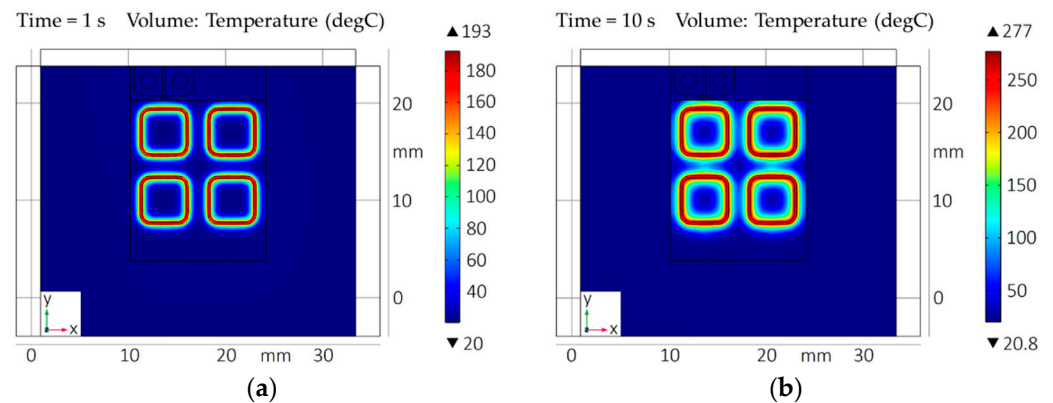 Time = 1 s Volume: Temperature (degC)
▲ 193
180
160
140
120
100
80
60
40
▼ 20
20
mm
10
0
y
x
0 10 20 mm 30
(a)
Time = 10 s Volume: Temperature (degC)
▲ 277
250
200
150
100
50
▼ 20.8
20
mm
10
0
y
x
0 10 20 mm 30
(b)